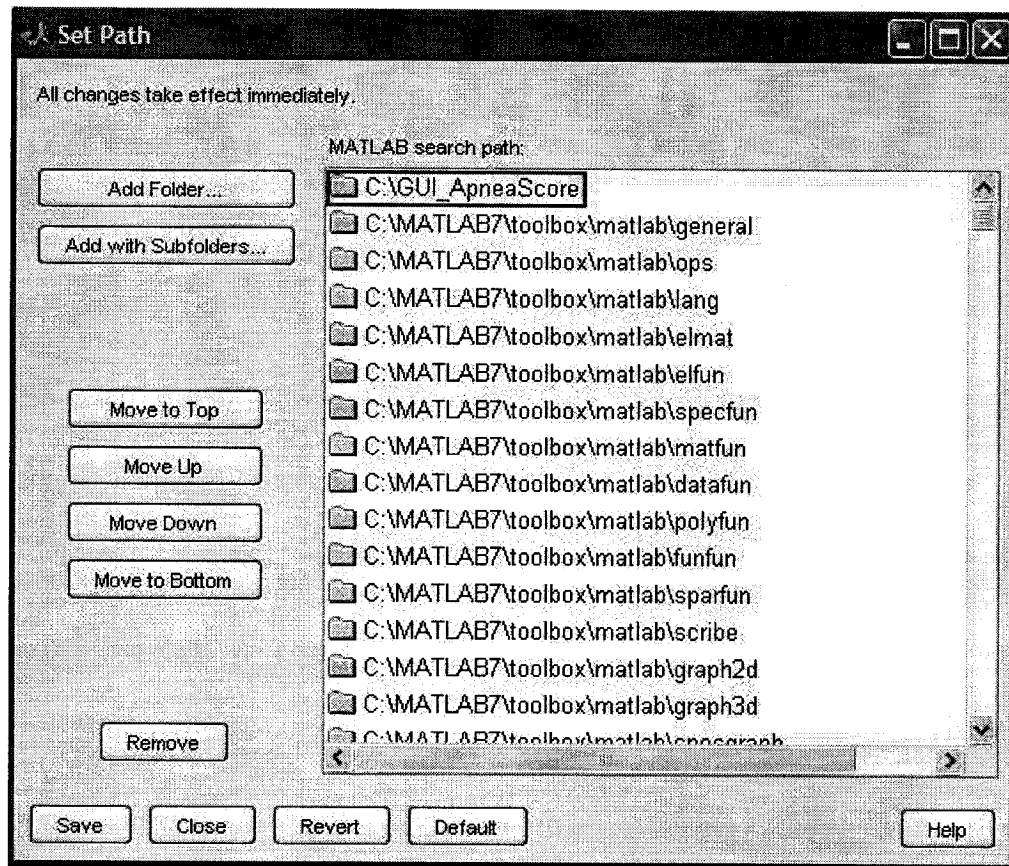 Set Path
All changes take effect immediately.
MATLAB search path:
Add Folder...
Add with Subfolders...
Move to Top
Move Up
Move Down
Move to Bottom
Remove
C:\GUI_ApneaScore
C:\MATLAB7\toolbox\matlab\general
C:\MATLAB7\toolbox\matlab\ops
C:\MATLAB7\toolbox\matlab\lang
C:\MATLAB7\toolbox\matlab\elmat
C:\MATLAB7\toolbox\matlab\elfun
C:\MATLAB7\toolbox\matlab\specfun
C:\MATLAB7\toolbox\matlab\matfun
C:\MATLAB7\toolbox\matlab\datafun
C:\MATLAB7\toolbox\matlab\polyfun
C:\MATLAB7\toolbox\matlab\funfun
C:\MATLAB7\toolbox\matlab\sparfun
C:\MATLAB7\toolbox\matlab\scribe
C:\MATLAB7\toolbox\matlab\graph2d
C:\MATLAB7\toolbox\matlab\graph3d
Save Close Revert Default Help